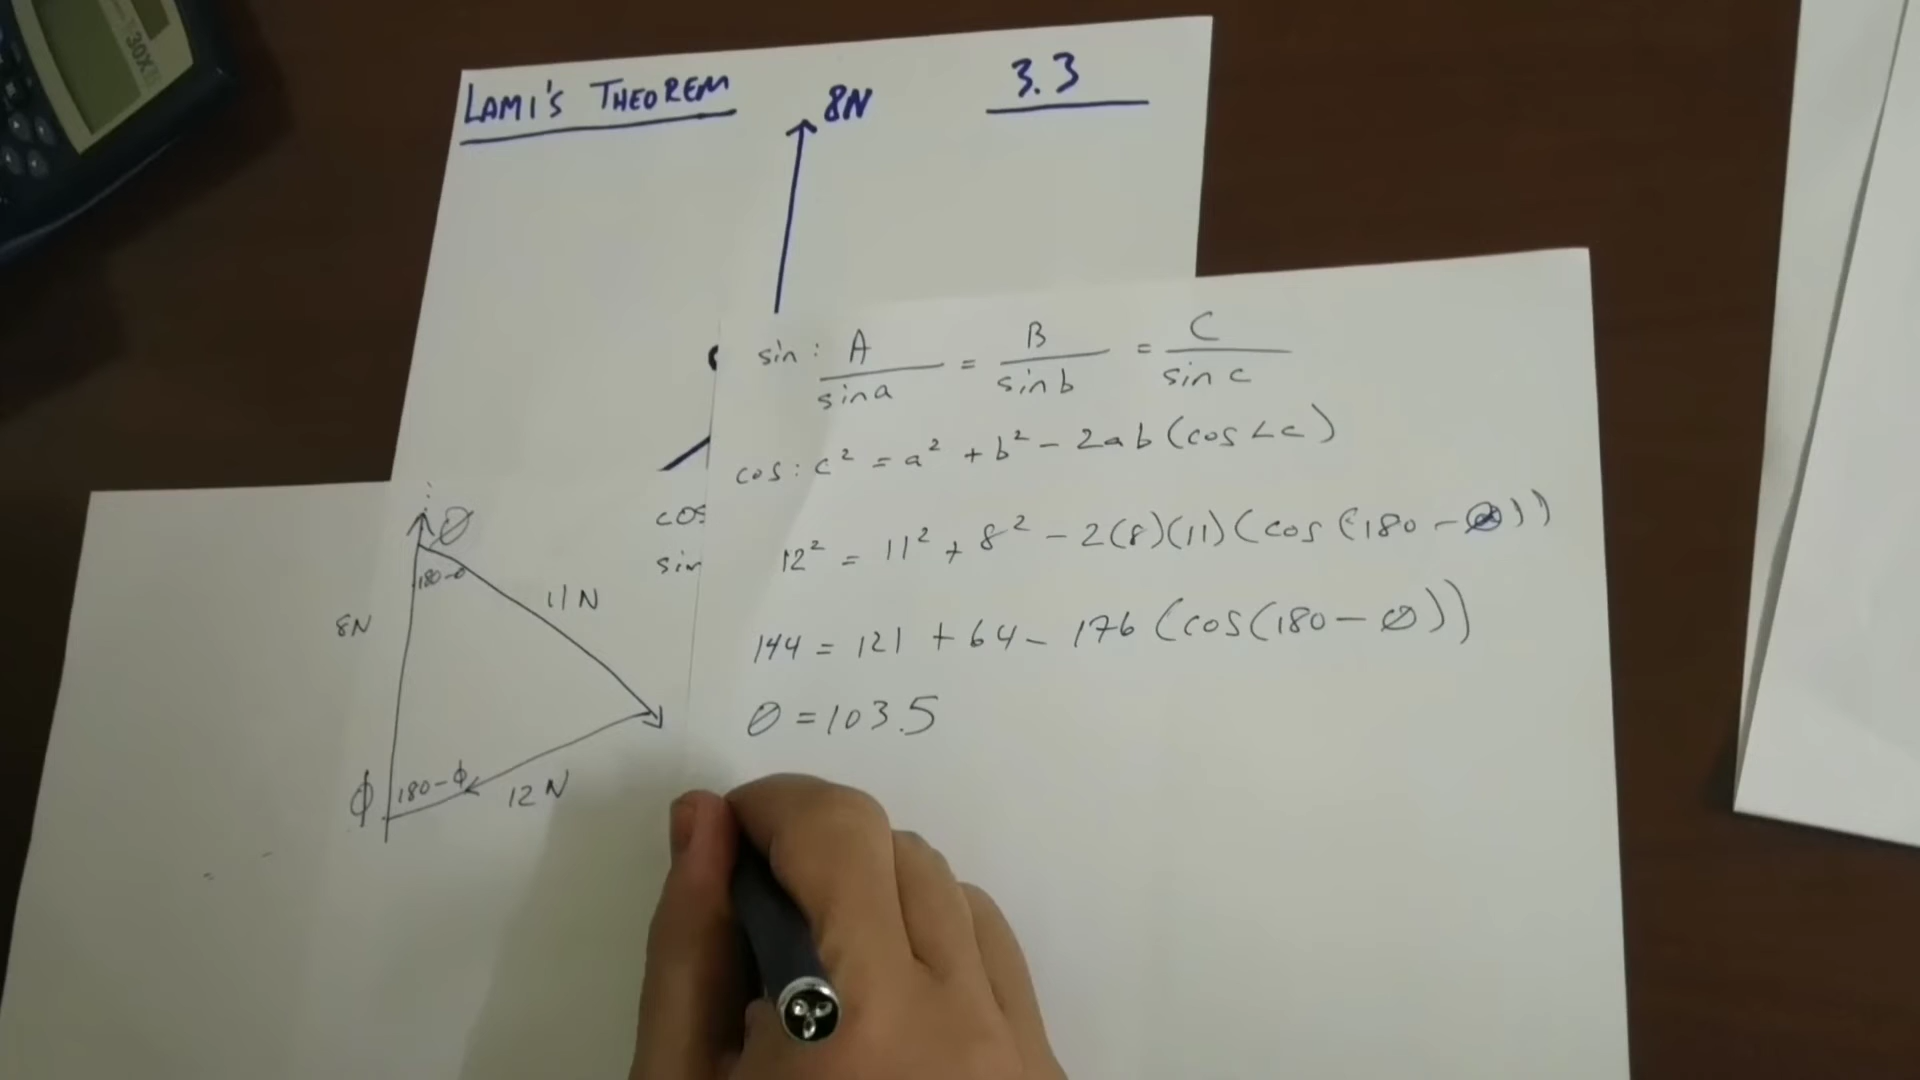 30X
LAMI'S THEOREM
8N
3.3
sin: A/sin a = B/sin b = C/sin c
cos: c² = a² + b² - 2ab (cos ∠c)
cos
sin
12² = 11² + 8² - 2(8)(11)(cos(180-θ))
144 = 121 + 64 - 176 (cos(180-θ))
θ = 103.5
θ
180-θ
8N
11N
ϕ
180-ϕ
12N